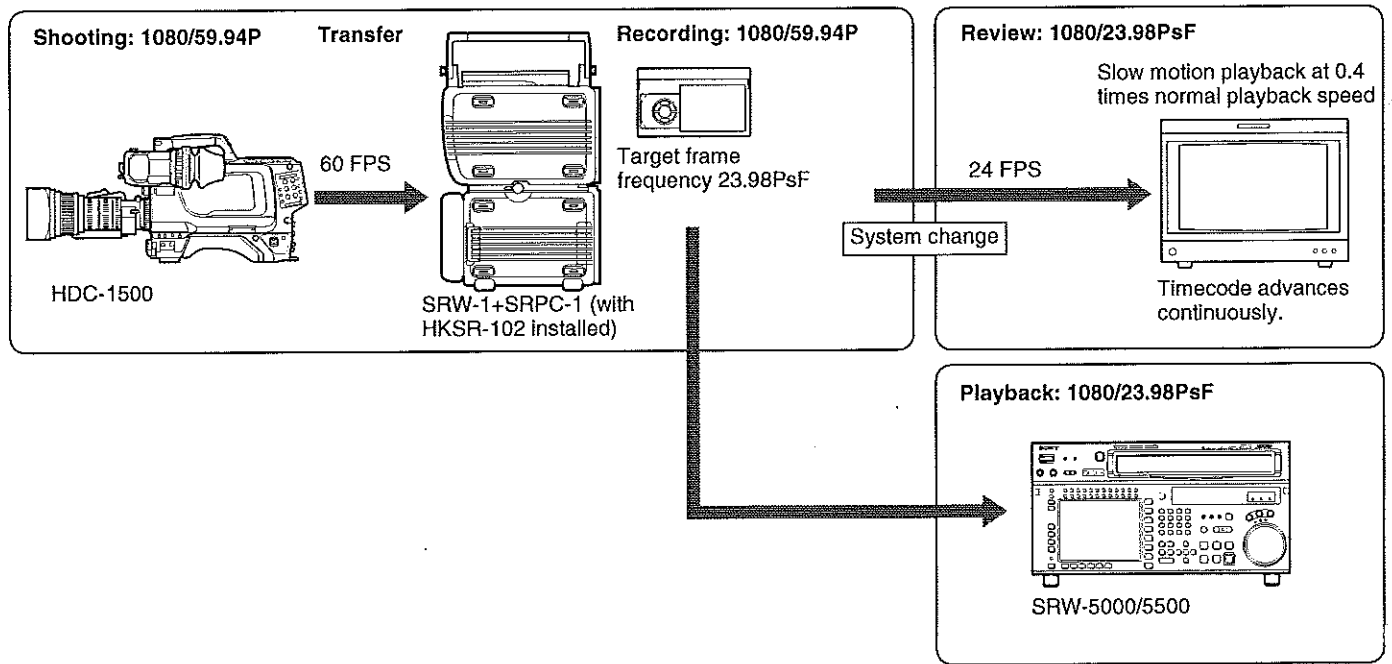 Shooting: 1080/59.94P
Transfer
Recording: 1080/59.94P
60 FPS
Target frame
frequency 23.98PsF
HDC-1500
SRW-1+SRPC-1 (with
HKSR-102 installed)
System change
Review: 1080/23.98PsF
Slow motion playback at 0.4
times normal playback speed
24 FPS
Timecode advances
continuously.
Playback: 1080/23.98PsF
SONY
SRW-5000/5500